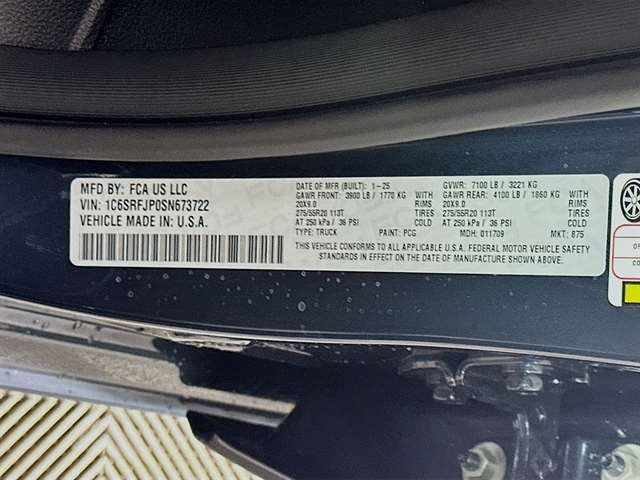 MFD BY: FCA US LLC
VIN: 1C6SRFJP0SN673722
VEHICLE MADE IN U.S.A.
DATE OF MFR (BUILT): 1-25 GVWR: 7100 LB / 3221 KG
GAWR FRONT: 3900 LB / 1770 KG GAWR REAR: 4100 LB / 1860 KG
20X9.0 RIMS 20X9.0 RIMS
275/55R20 113T TIRES 275/55R20 113T TIRES
AT 250 kPa / 36 PSI COLD AT 250 kPa / 36 PSI COLD
TYPE: TRUCK PAINT: PCG MDH: 011709 MKT: 875
THIS VEHICLE CONFORMS TO ALL APPLICABLE U.S.A. FEDERAL MOTOR VEHICLE SAFETY
STANDARDS IN EFFECT ON THE DATE OF MANUFACTURE SHOWN ABOVE.